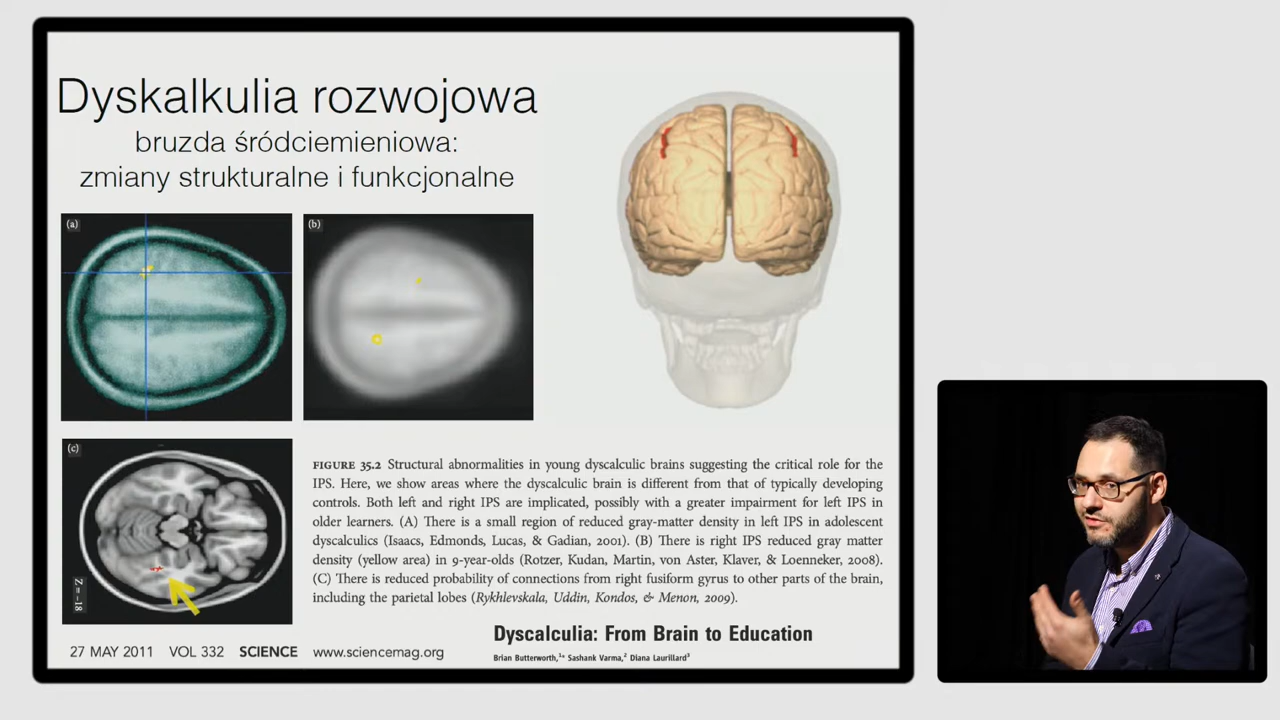 Dyskalkulia rozwojowa
bruzda śródciemieniowa:
zmiany strukturalne i funkcjonalne
(a)
(b)
(c)
Z = -18
FIGURE 35.2 Structural abnormalities in young dyscalculic brains suggesting the critical role for the
IPS. Here, we show areas where the dyscalculic brain is different from that of typically developing
controls. Both left and right IPS are implicated, possibly with a greater impairment for left IPS in
older learners. (A) There is a small region of reduced gray-matter density in left IPS in adolescent
dyscalculics (Isaacs, Edmonds, Lucas, & Gadian, 2001). (B) There is right IPS reduced gray matter
density (yellow area) in 9-year-olds (Rotzer, Kudan, Martin, von Aster, Klaver, & Loenneker, 2008).
(C) There is reduced probability of connections from right fusiform gyrus to other parts of the brain,
including the parietal lobes (Rykhlevskala, Uddin, Kondos, & Menon, 2009).
Dyscalculia: From Brain to Education
27 MAY 2011 VOL 332 SCIENCE www.sciencemag.org
Brian Butterworth,¹* Sashank Varma,² Diana Laurillard³